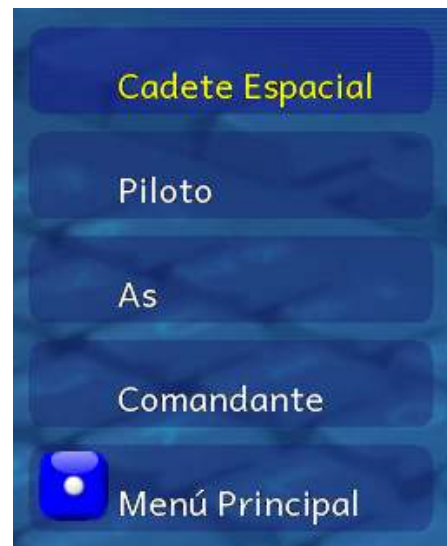 Cadete Espacial
Piloto
As
Comandante
Menú Principal